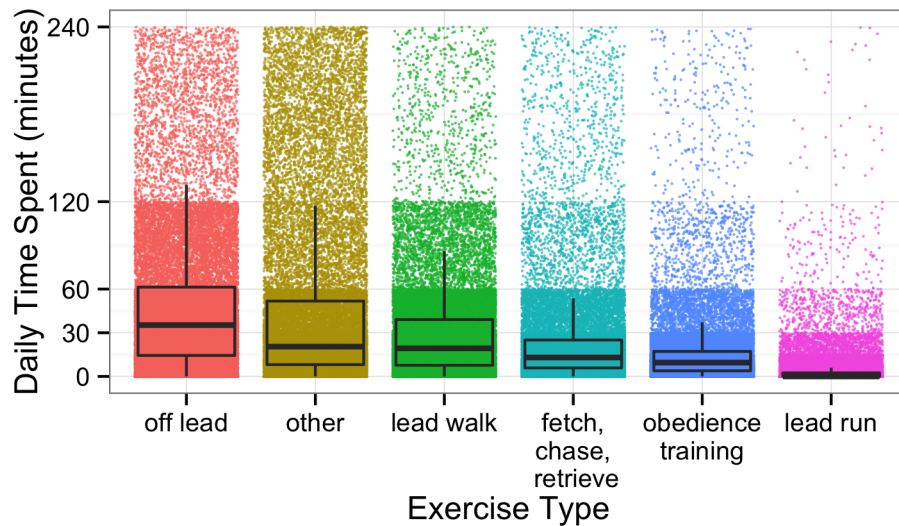 Daily Time Spent (minutes)
240
120
60
30
0
off lead
other
lead walk
fetch,
chase,
retrieve
obedience
training
lead run
Exercise Type